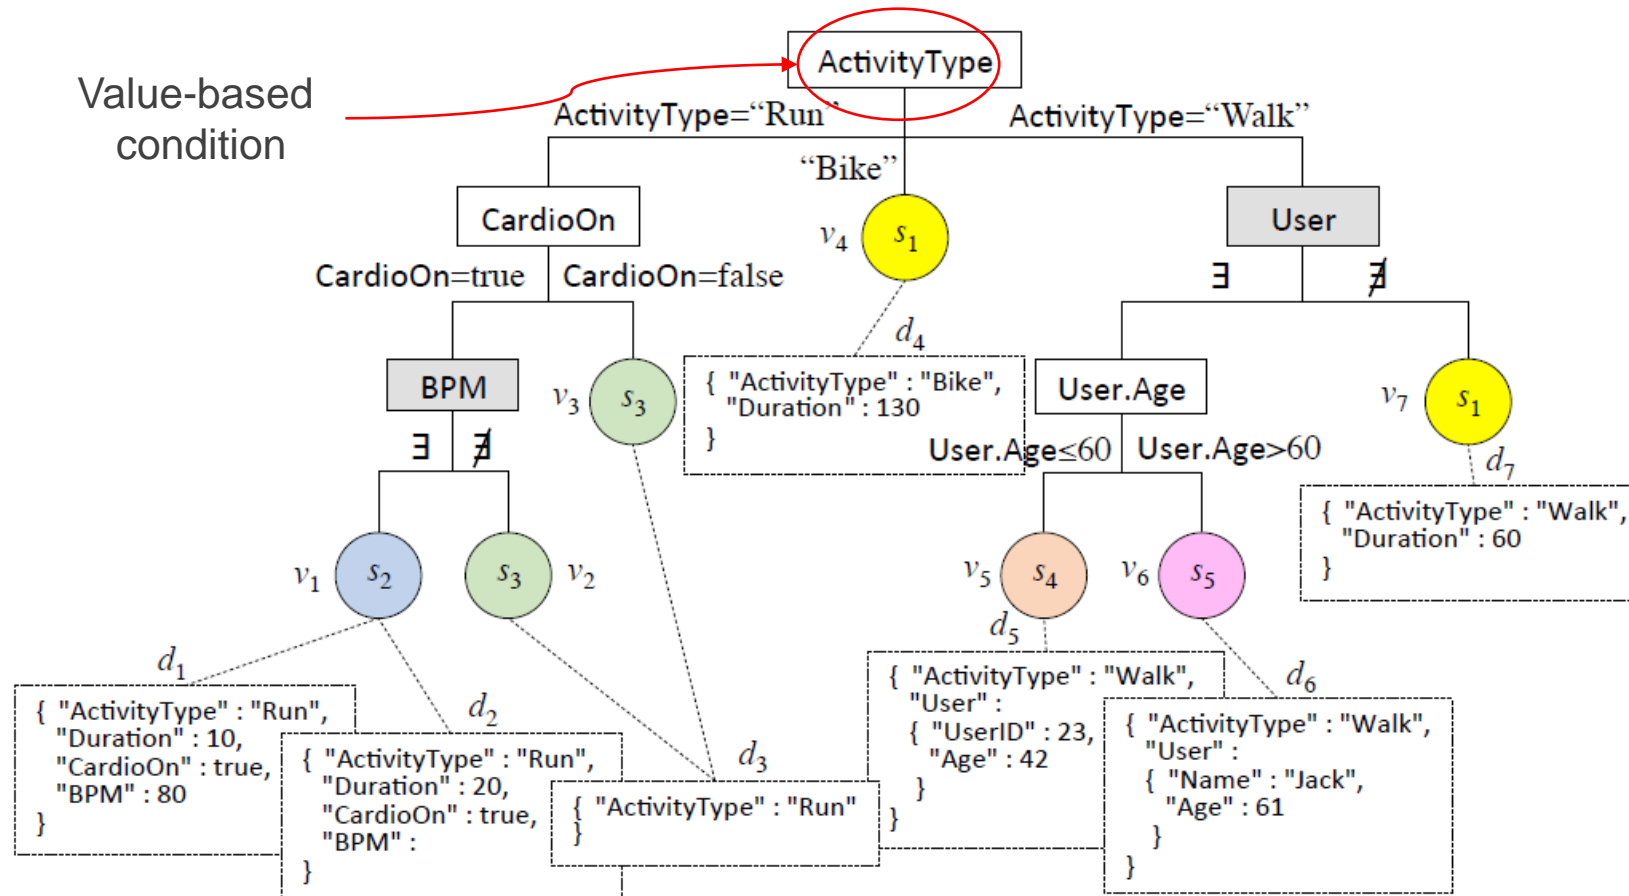 Value-based
condition
ActivityType
ActivityType=“Run”
ActivityType=“Walk”
“Bike”
CardioOn
v4
s1
User
CardioOn=true
CardioOn=false
∃
∄
d4
BPM
v3
s3
{ "ActivityType" : "Bike",
"Duration" : 130
}
User.Age
v7
s1
∃
∄
User.Age≤60
User.Age>60
d7
{ "ActivityType" : "Walk",
"Duration" : 60
}
v1
s2
s3
v2
v5
s4
v6
s5
d5
d1
{ "ActivityType" : "Run",
"Duration" : 10,
"CardioOn" : true,
"BPM" : 80
}
d2
{ "ActivityType" : "Run",
"Duration" : 20,
"CardioOn" : true,
"BPM" :
}
d3
{ "ActivityType" : "Run"
}
{ "ActivityType" : "Walk",
"User" :
{ "UserID" : 23,
"Age" : 42
}
}
d6
{ "ActivityType" : "Walk",
"User" :
{ "Name" : "Jack",
"Age" : 61
}
}